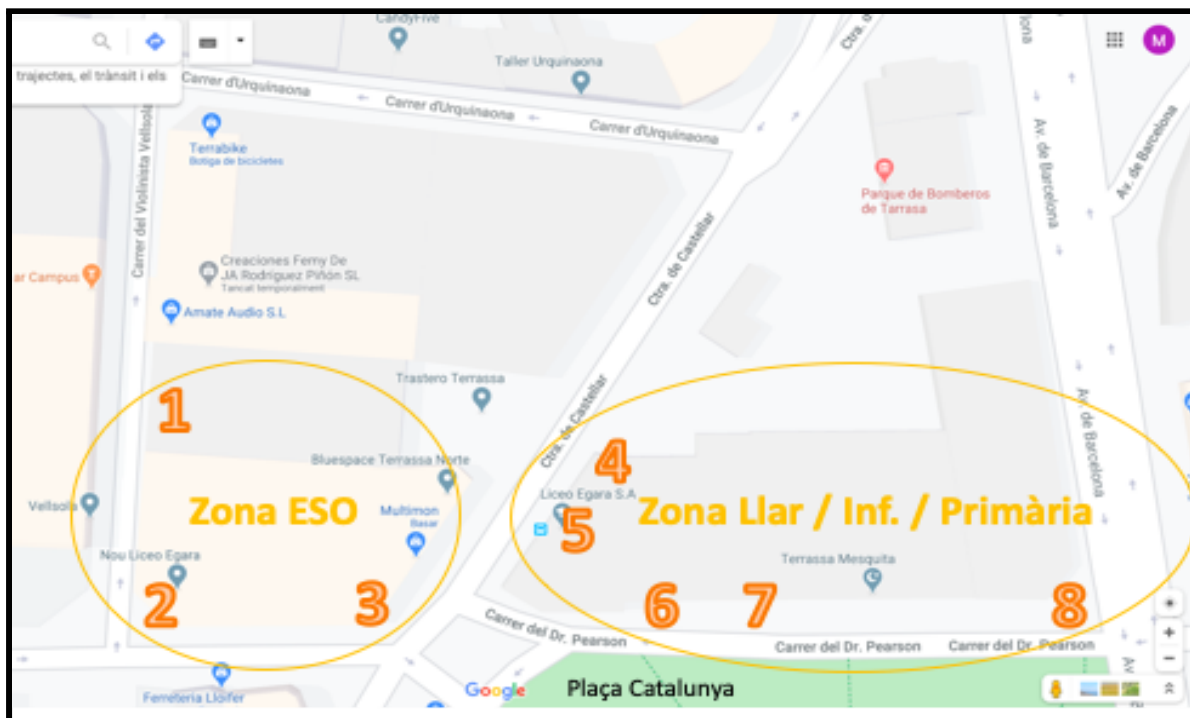 CandyFive
Ctra.
M
Taller Urquinaona
trajectes, el trànsit i els
Carrer d'Urquinaona
Carrer d'Urquinaona
Carrer d'Urquinaona
Terrabike
Botiga de bicicletes
Av. de Barcelona
Av. de Barcelona
Parque de Bomberos
de Tarrasa
Carrer del Violinista Vellsolà
Creaciones Ferny De
JA Rodriguez Piñón SL
Tancat temporalment
ar Campus
Amate Audio S.L
Ctra. de Castellar
Trastero Terrassa
Ctra. de Castellar
Av. de Barcelona
1
4
Bluespace Terrassa Norte
Liceo Egara S.A
Vellsola
Zona ESO
Multimon
Basar
5
Zona Llar / Inf. / Primària
Nou Liceo Egara
Terrassa Mesquita
2
3
6
7
8
Carrer del Dr. Pearson
Carrer del Dr. Pearson
Carrer del Dr. Pearson
Google
Plaça Catalunya
Ferreteria Lloifer